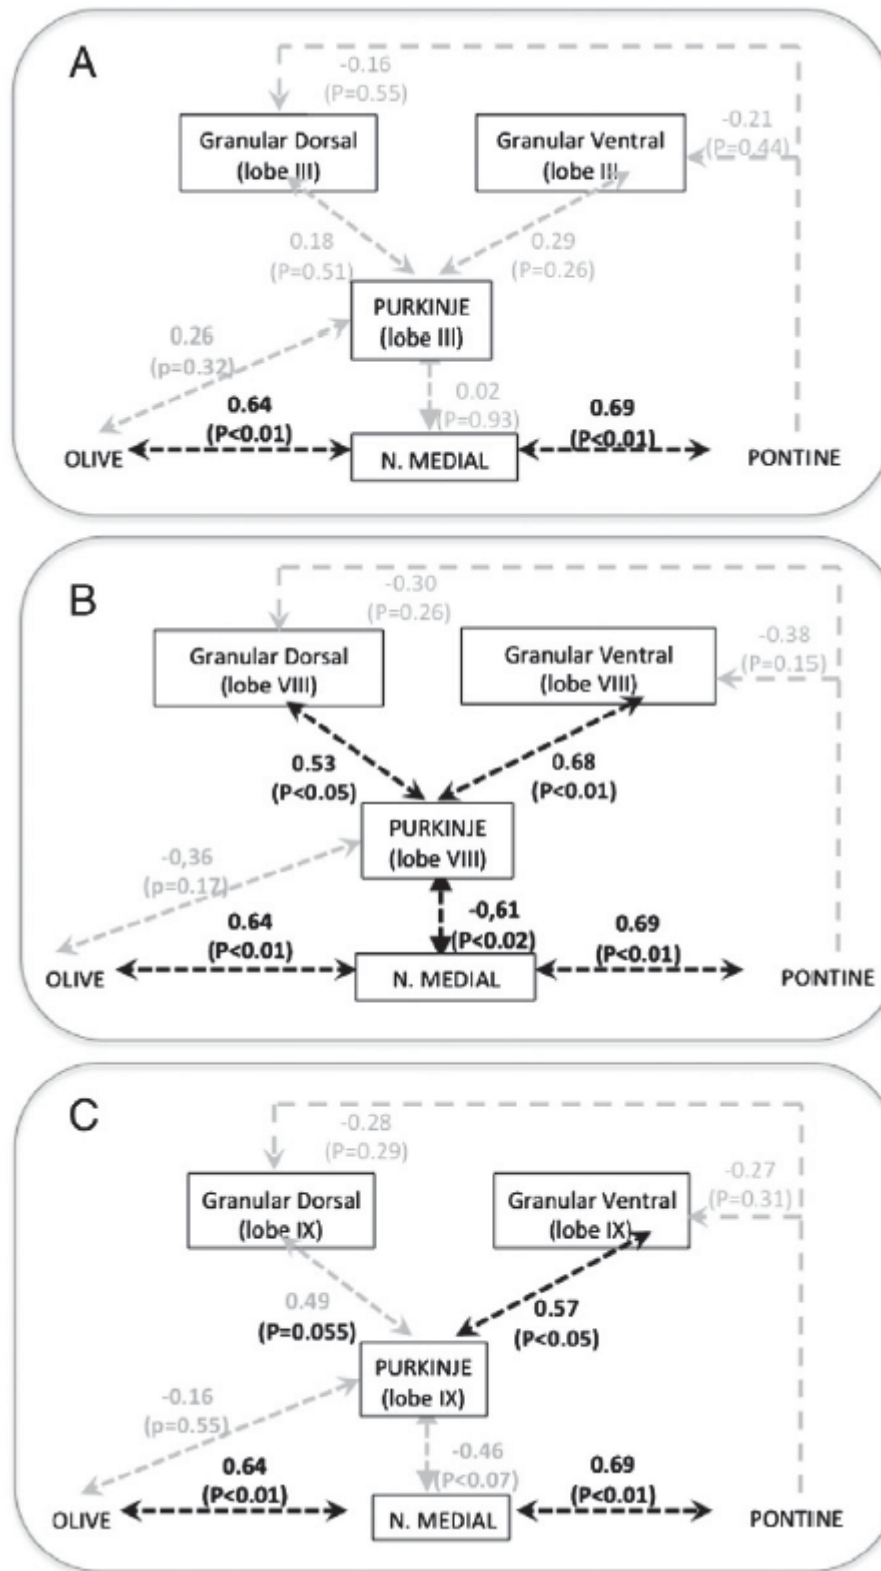 A
-0.16
(P=0.55)
Granular Dorsal
(lobe III)
Granular Ventral
(lobe III
-0.21
(P=0.44)
0.18
(P=0.51)
0.29
(P=0.26)
PURKINJE
(lobe III)
0.26
(p=0.32)
0.02
(P=0.93)
0.64
(P<0.01)
0.69
(P<0.01)
OLIVE
N. MEDIAL
PONTINE
B
-0.30
(P=0.26)
Granular Dorsal
(lobe VIII)
Granular Ventral
(lobe VIII)
-0.38
(P=0.15)
0.53
(P<0.05)
0.68
(P<0.01)
PURKINJE
(lobe VIII)
-0,36
(p=0.17)
-0,61
(P<0.02)
0.64
(P<0.01)
0.69
(P<0.01)
OLIVE
N. MEDIAL
PONTINE
C
-0.28
(P=0.29)
Granular Dorsal
(lobe IX)
Granular Ventral
(lobe IX)
-0.27
(P=0.31)
0.49
(P=0.055)
0.57
(P<0.05)
PURKINJE
(lobe IX)
-0.16
(p=0.55)
-0.46
(P<0.07)
0.64
(P<0.01)
0.69
(P<0.01)
OLIVE
N. MEDIAL
PONTINE